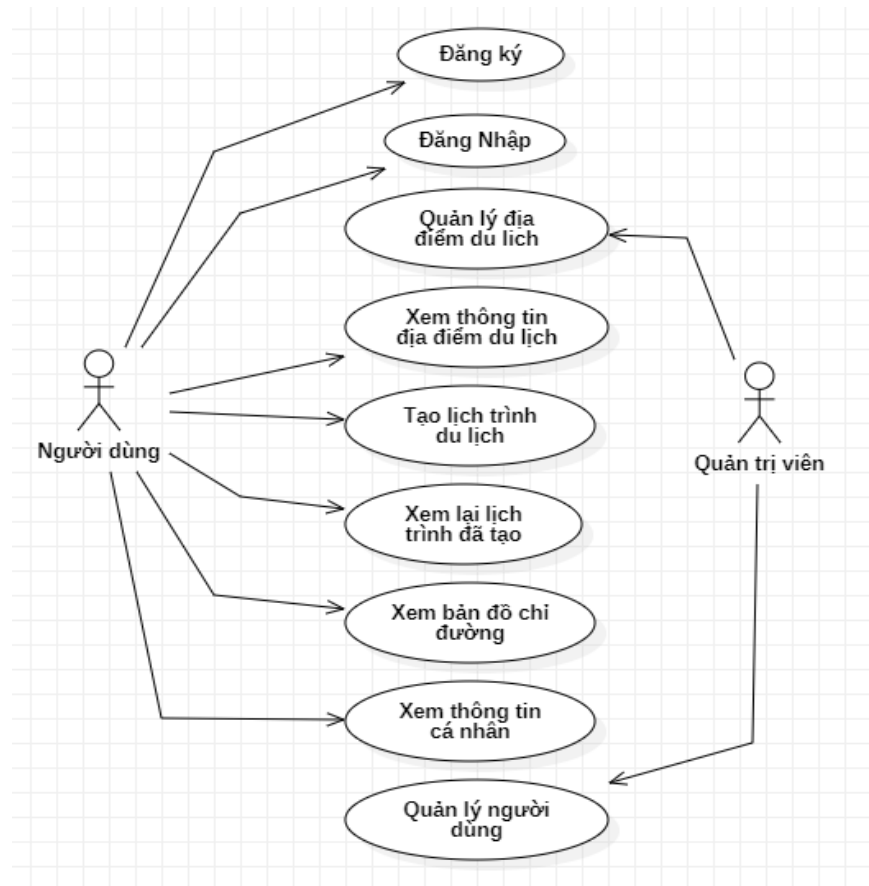 Đăng ký
Đăng Nhập
Quản lý địa
điểm du lich
Xem thông tin
địa điểm du lịch
Tạo lịch trình
du lịch
Người dùng
Quản trị viên
Xem lại lịch
trình đã tạo
Xem bản đồ chỉ
đường
Xem thông tin
cá nhân
Quản lý người
dùng